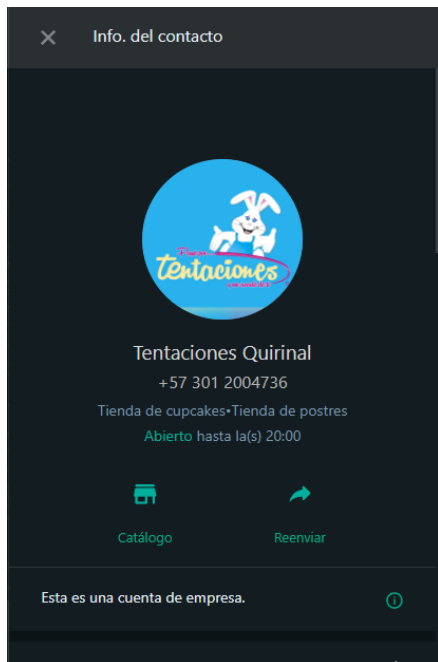 Info. del contacto
tentaciones
Tentaciones Quirinal
+57 301 2004736
Tienda de cupcakes•Tienda de postres
Abierto hasta la(s) 20:00
Catálogo
Reenviar
Esta es una cuenta de empresa.